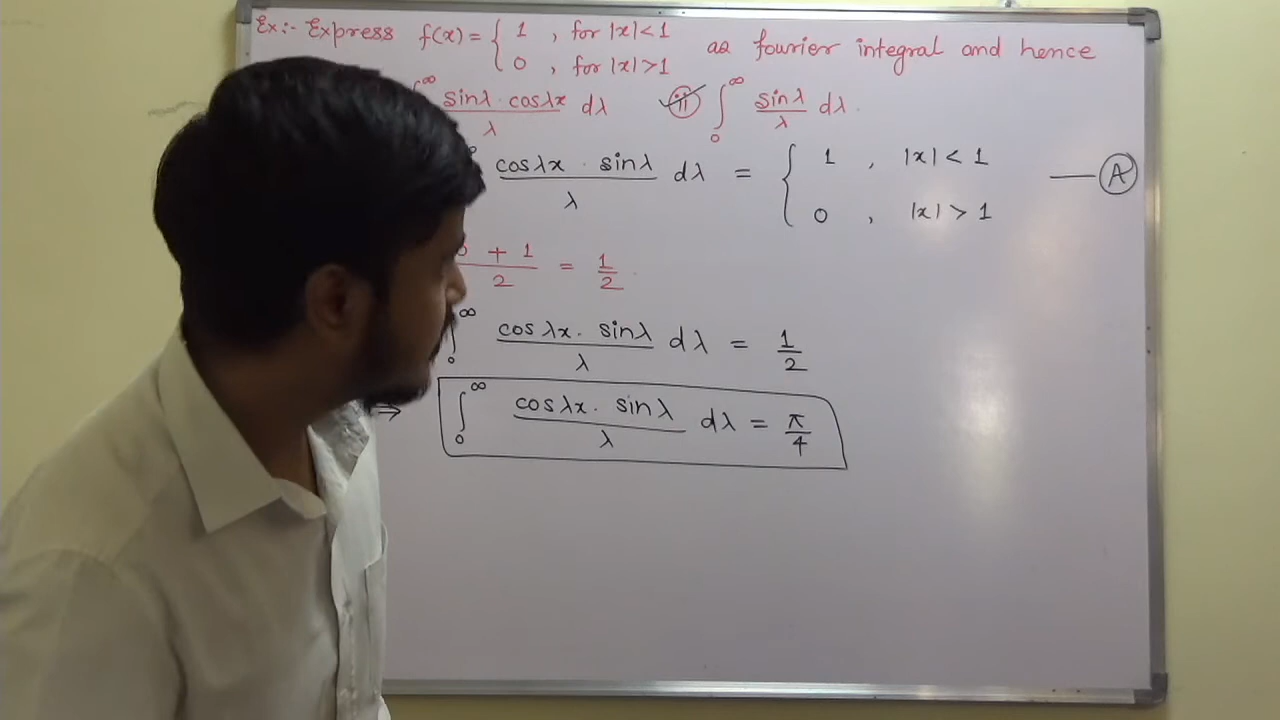 Ex:- Express f(x) = { 1 , for |x| < 1
0 , for |x| > 1 as fourier integral and hence
∞ sinλ · cosλx / λ dλ (ii) ∫₀^∞ sinλ / λ dλ.
cosλx · sinλ / λ dλ = { 1 , |x| < 1
0 , |x| > 1 — (A)
+ 1 / 2 = 1/2
∫₀^∞ cosλx · sinλ / λ dλ = 1/2
⇒ ∫₀^∞ cosλx · sinλ / λ dλ = π/4